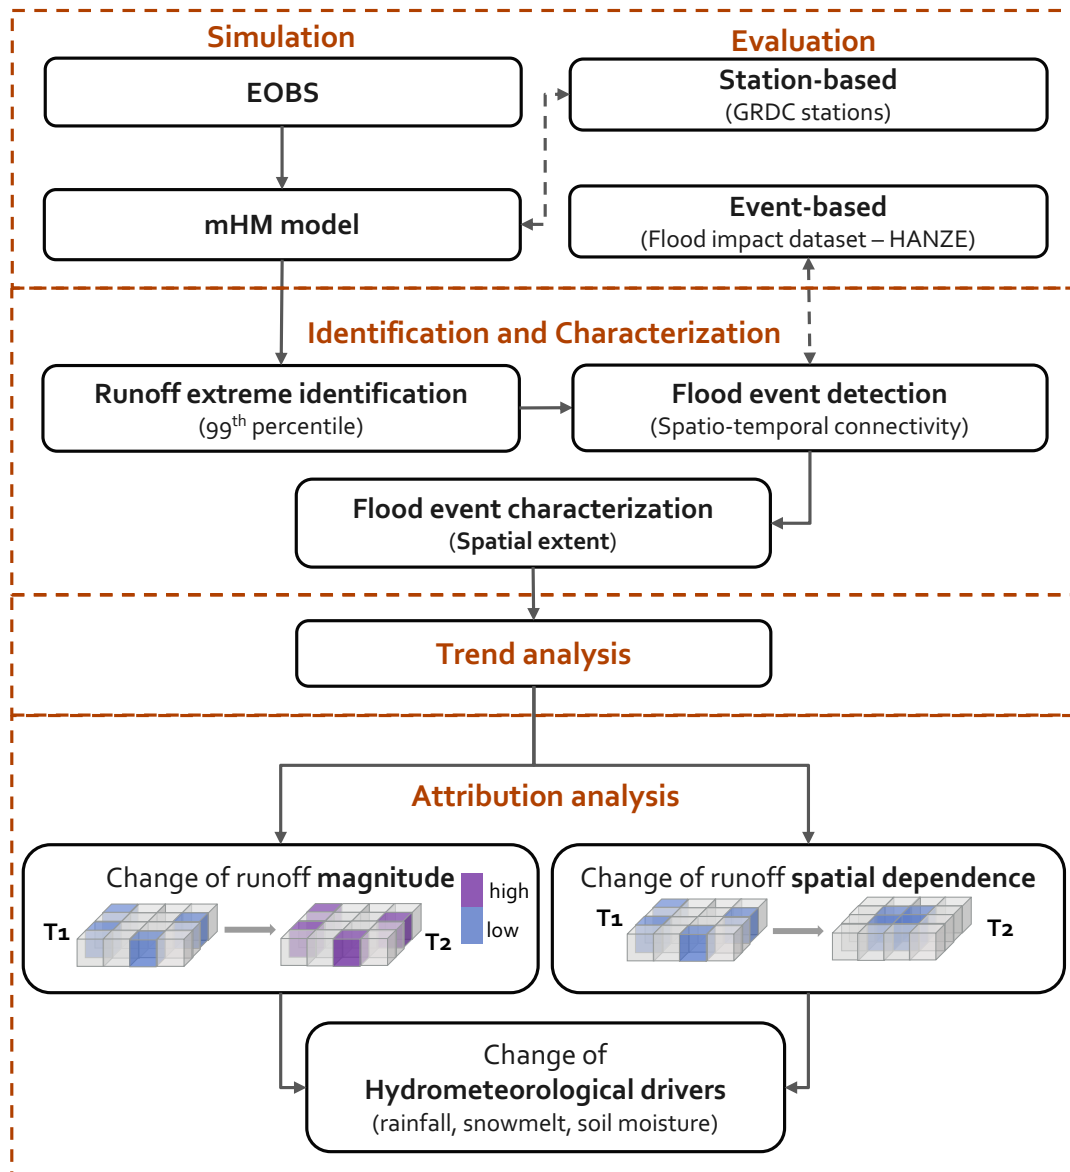 Simulation
Evaluation
EOBS
Station-based
(GRDC stations)
mHM model
Event-based
(Flood impact dataset – HANZE)
Identification and Characterization
Runoff extreme identification
(99th percentile)
Flood event detection
(Spatio-temporal connectivity)
Flood event characterization
(Spatial extent)
Trend analysis
Attribution analysis
Change of runoff magnitude
high
low
T1
T2
Change of runoff spatial dependence
T1
T2
Change of
Hydrometeorological drivers
(rainfall, snowmelt, soil moisture)